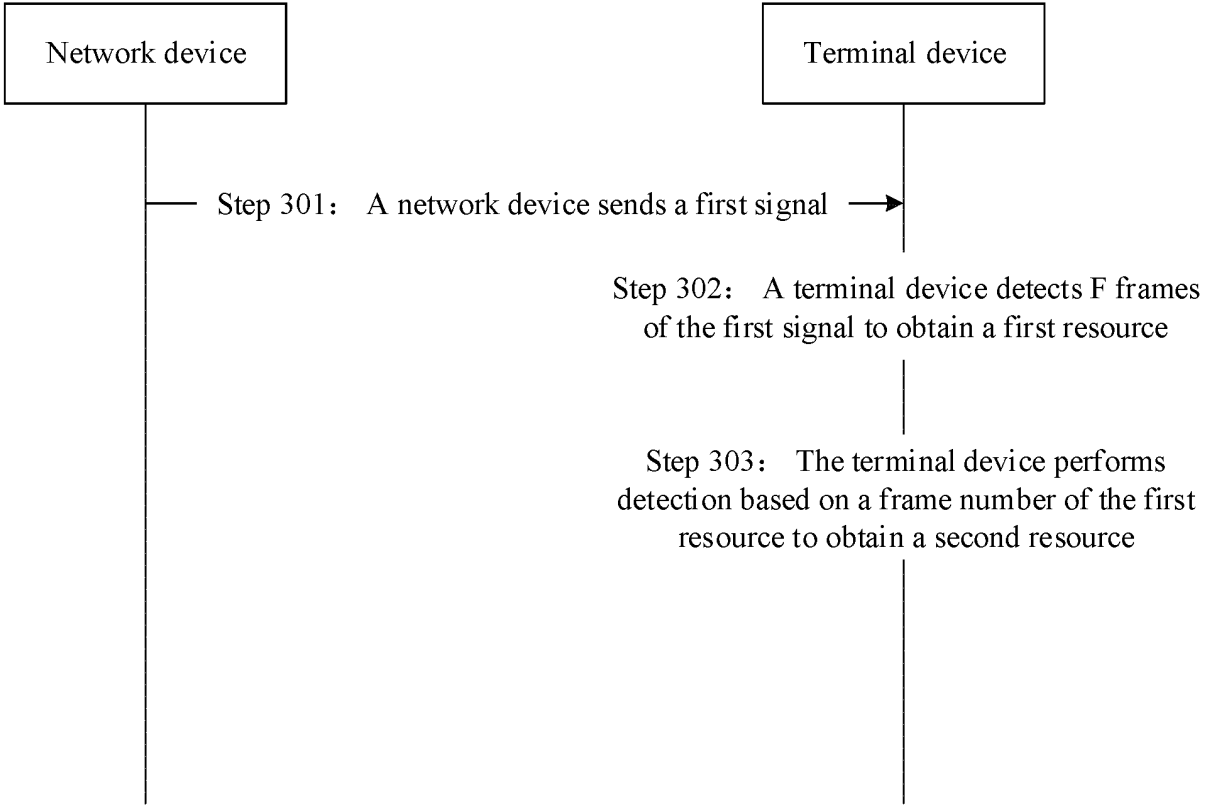 Network device
Terminal device
Step 301： A network device sends a first signal
Step 302： A terminal device detects F frames
of the first signal to obtain a first resource
Step 303： The terminal device performs
detection based on a frame number of the first
resource to obtain a second resource